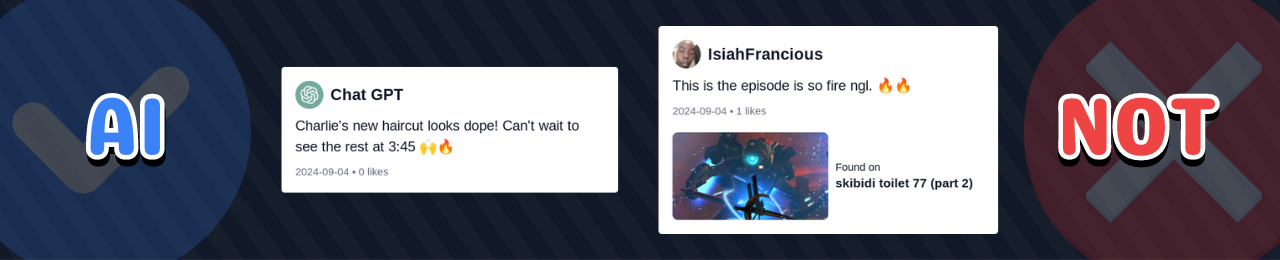 AI
Chat GPT
Charlie's new haircut looks dope! Can't wait to
see the rest at 3:45 🙌🔥
2024-09-04 • 0 likes
IsiahFrancious
This is the episode is so fire ngl. 🔥🔥
2024-09-04 • 1 likes
Found on
skibidi toilet 77 (part 2)
NOT